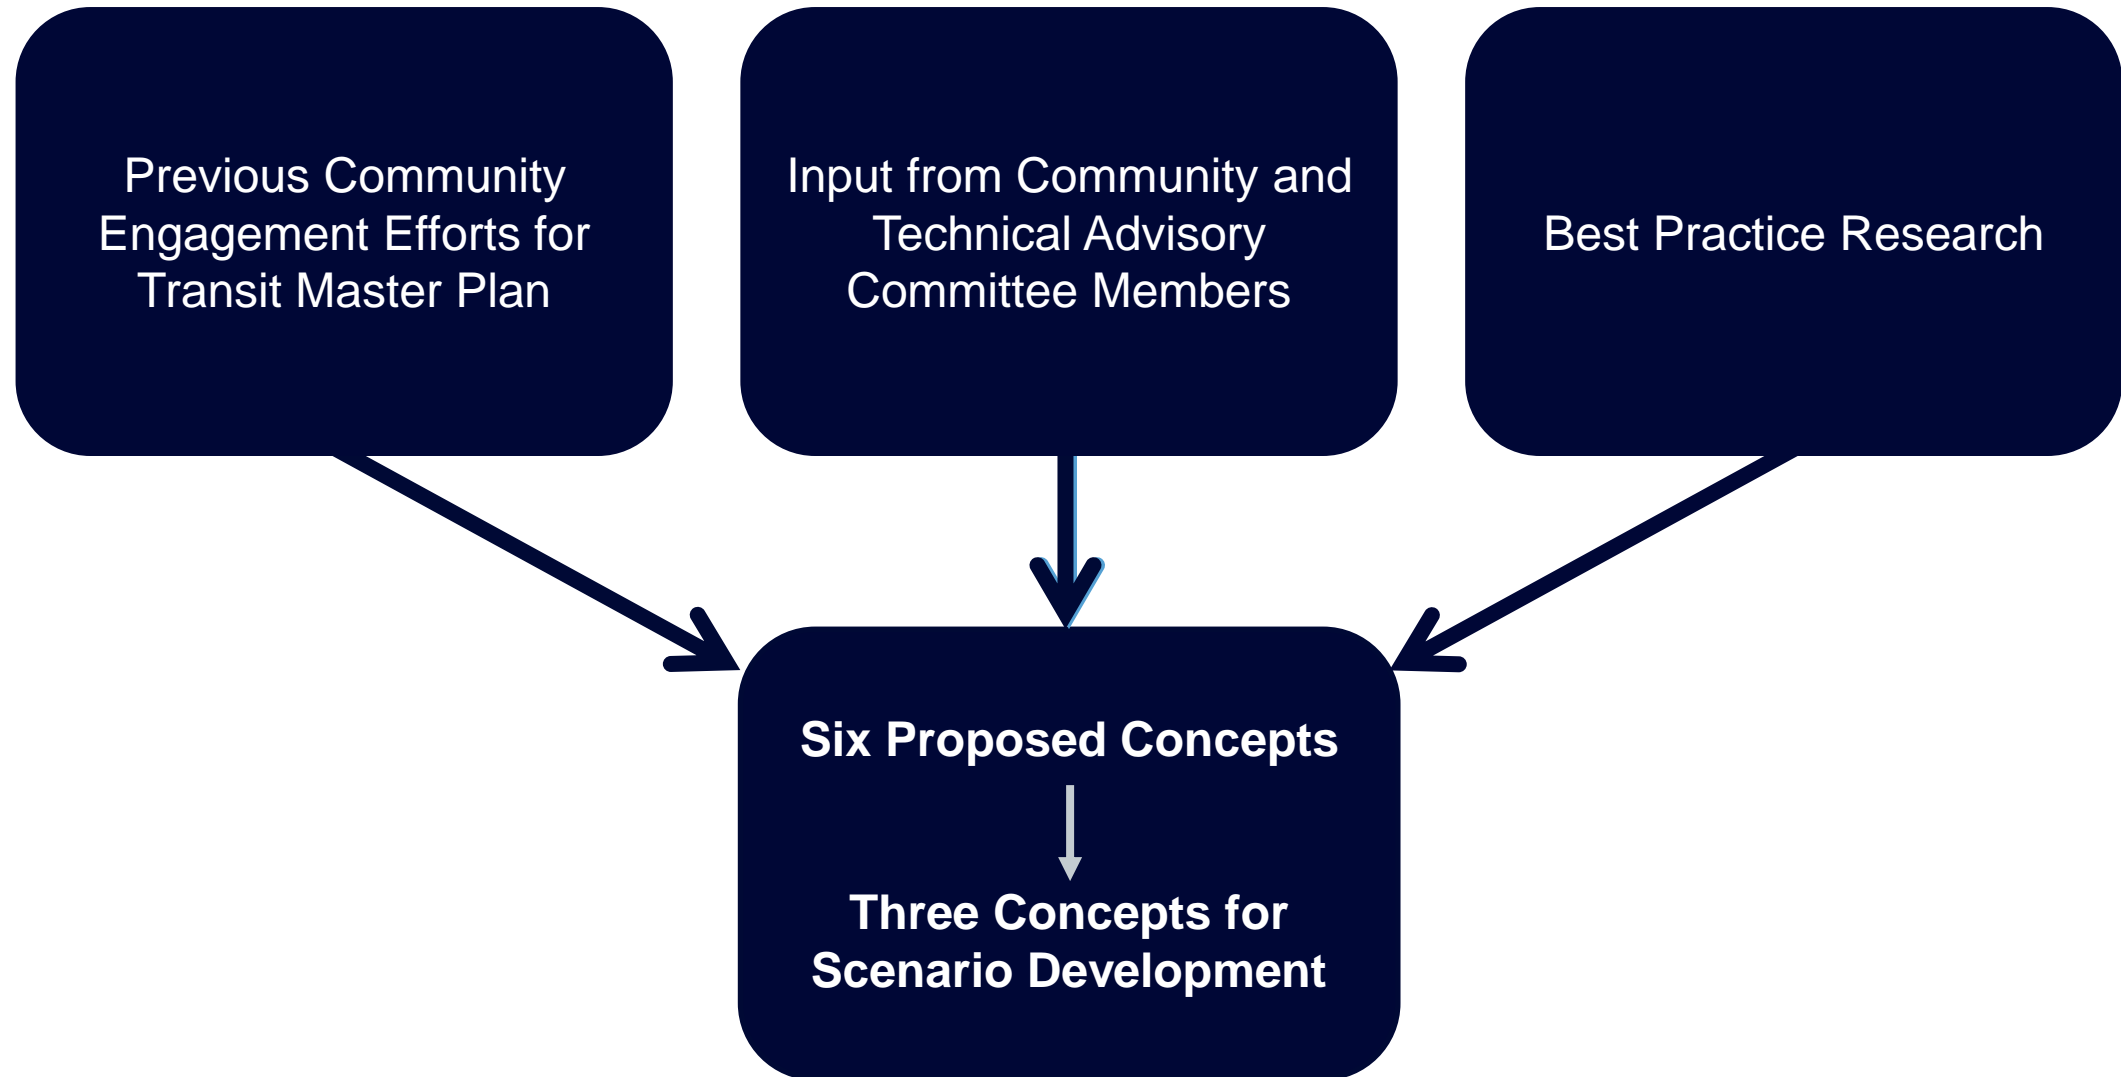 Previous Community
Engagement Efforts for
Transit Master Plan
Input from Community and
Technical Advisory
Committee Members
Best Practice Research
Six Proposed Concepts
Three Concepts for
Scenario Development